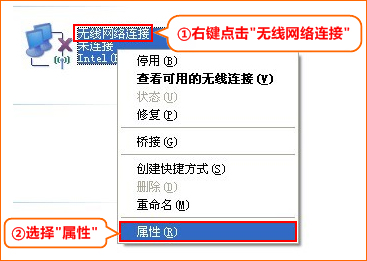 无线网络连接
①右键点击"无线网络连接"
未连接
Intel(
停用(B)
查看可用的无线连接(V)
状态(U)
修复(P)
桥接(G)
创建快捷方式(S)
删除(D)
重命名(M)
②选择"属性"
属性(R)